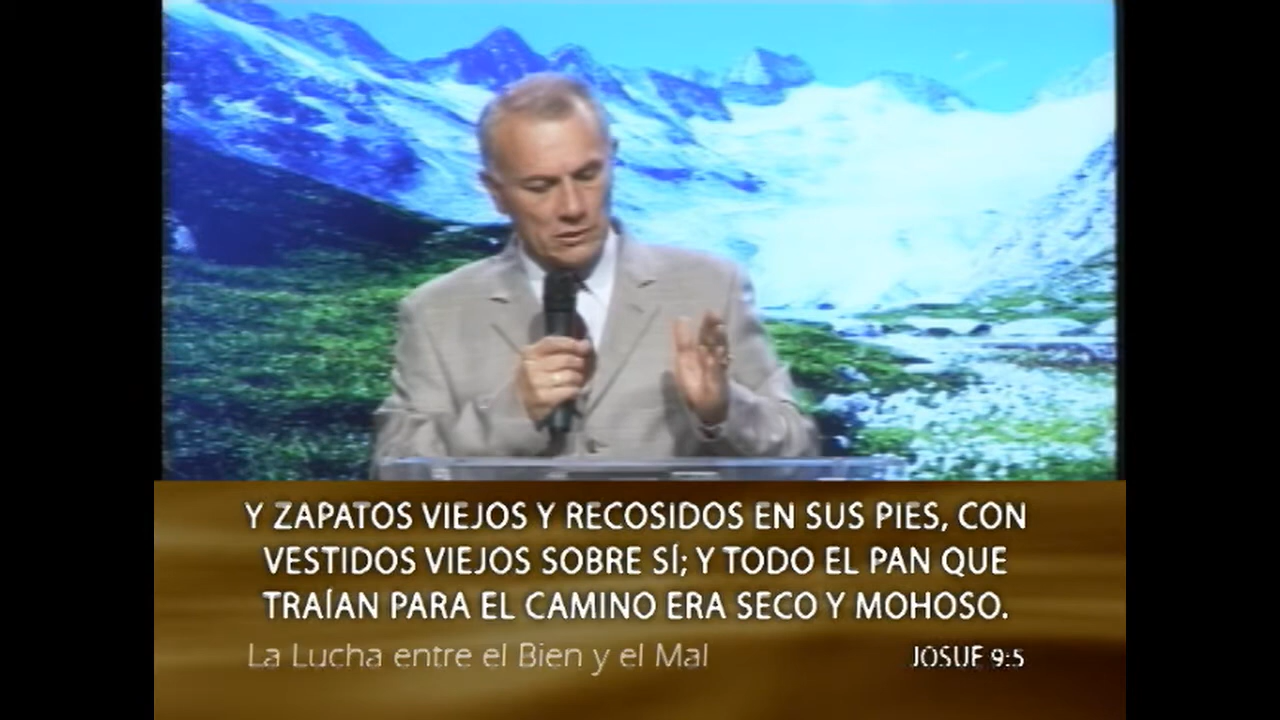 Y ZAPATOS VIEJOS Y RECOSIDOS EN SUS PIES, CON
VESTIDOS VIEJOS SOBRE SÍ; Y TODO EL PAN QUE
TRAÍAN PARA EL CAMINO ERA SECO Y MOHOSO.
La Lucha entre el Bien y el Mal
JOSUE 9:5